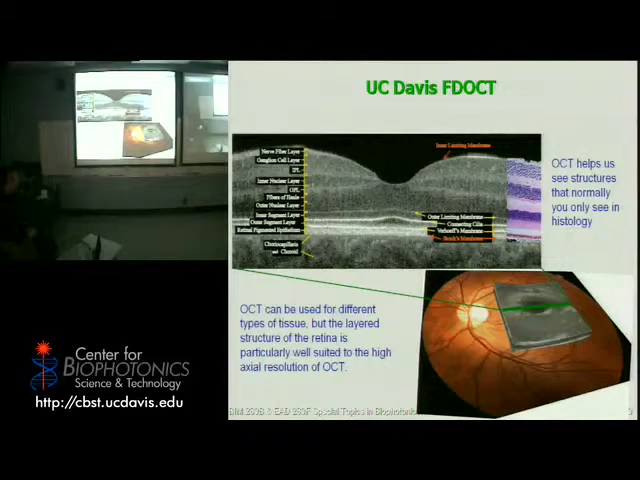 UC Davis FDOCT
Nerve Fiber Layer
Ganglion Cell Layer
IPL
Inner Nuclear Layer
OPL
Fibers of Henle
Outer Nuclear Layer
Inner Segment Layer
Outer Segment Layer
Retinal Pigmented Epithelium
Choriocapillaris
and Choroid
Inner Limiting Membrane
Outer Limiting Membrane
Connecting Cilia
Verhoeff's Membrane
Bruch's Membrane
OCT helps us
see structures
that normally
you only see in
histology
OCT can be used for different
types of tissue, but the layered
structure of the retina is
particularly well suited to the high
axial resolution of OCT.
Center for
BIOPHOTONICS
Science & Technology
http://cbst.ucdavis.edu
Special Topics in Biophotonic